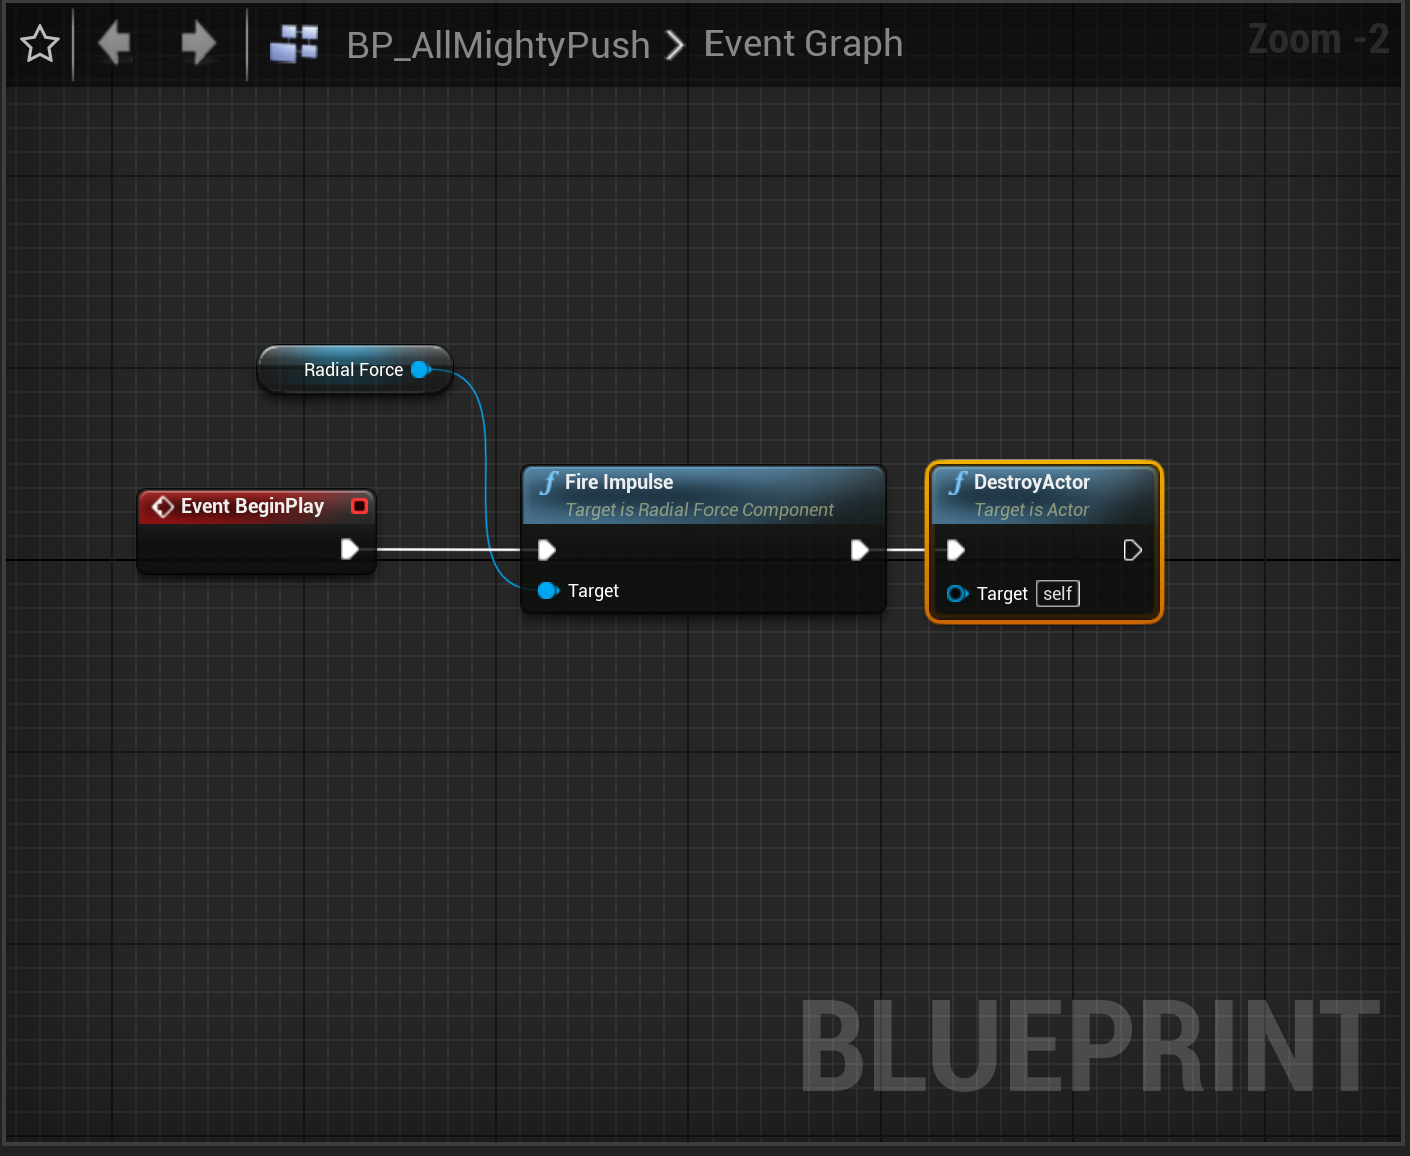 BP_AllMightyPush > Event Graph
Zoom -2
Radial Force
Event BeginPlay
f Fire Impulse
Target is Radial Force Component
Target
f DestroyActor
Target is Actor
Target self
BLUEPRINT